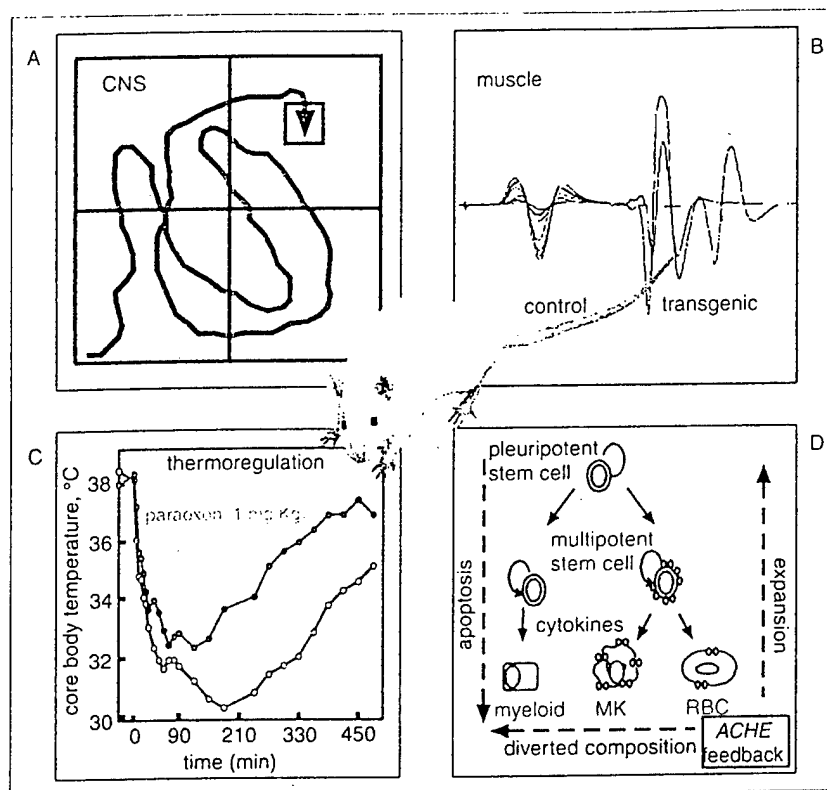 A
CNS
B
muscle
control
transgenic
C
thermoregulation
paraoxon 1 mg Kg
core body temperature, °C
38
36
34
32
30
0
90
210
330
450
time (min)
D
pleuripotent
stem cell
multipotent
stem cell
cytokines
apoptosis
expansion
myeloid
MK
RBC
diverted composition
ACHE
feedback